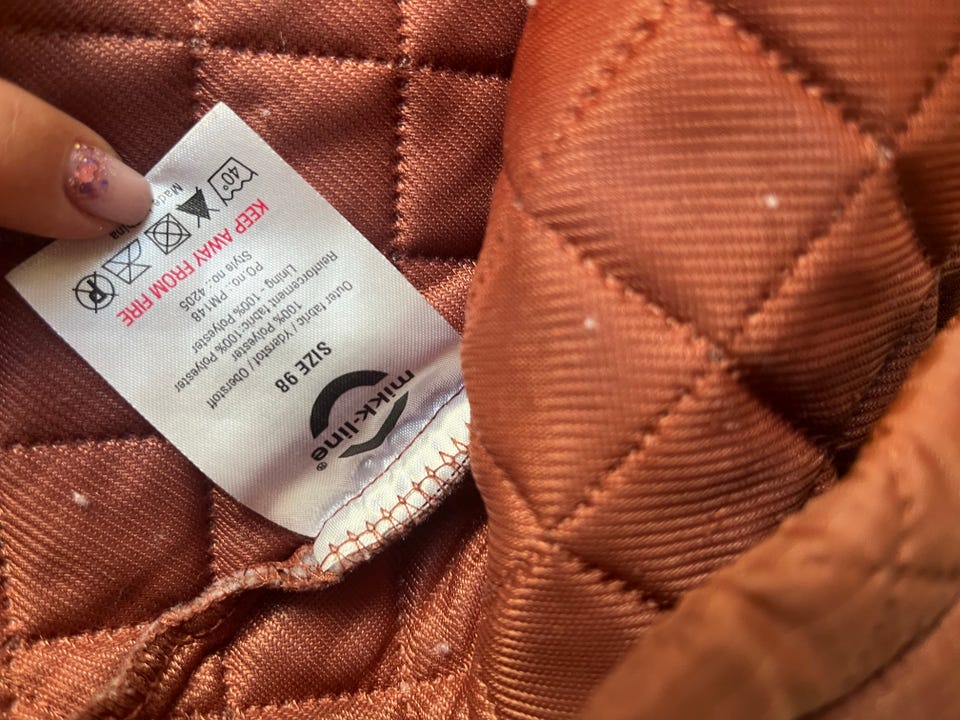 mikk-line®
SIZE 98
Outer fabric / Yderstof / Oberstoff
100% Polyester
Lining - 100% Polyester
Reinforcement fabric:100% Polyester
PO.no.: PM148
Style no.: 4205
KEEP AWAY FROM FIRE
40° P
Made